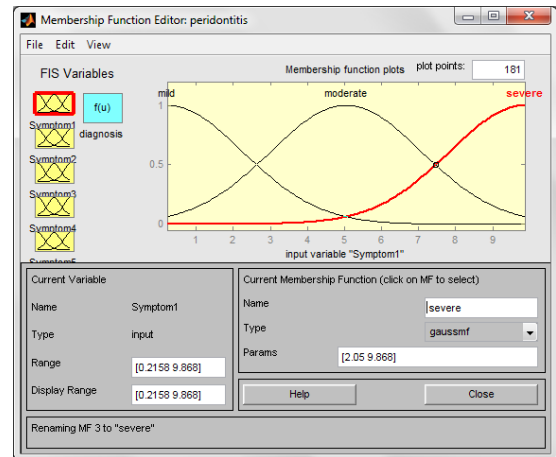 Membership Function Editor: peridontitis
File Edit View
FIS Variables
Membership function plots
plot points:
181
f(u)
Symptom1
diagnosis
Symptom2
Symptom3
Symptom4
mild
moderate
severe
1
0.5
0
1 2 3 4 5 6 7 8 9
input variable "Symptom1"
Current Variable
Name Symptom1
Type input
Range [0.2158 9.868]
Display Range [0.2158 9.868]
Current Membership Function (click on MF to select)
Name severe
Type gaussmf
Params [2.05 9.868]
Help Close
Renaming MF 3 to "severe"